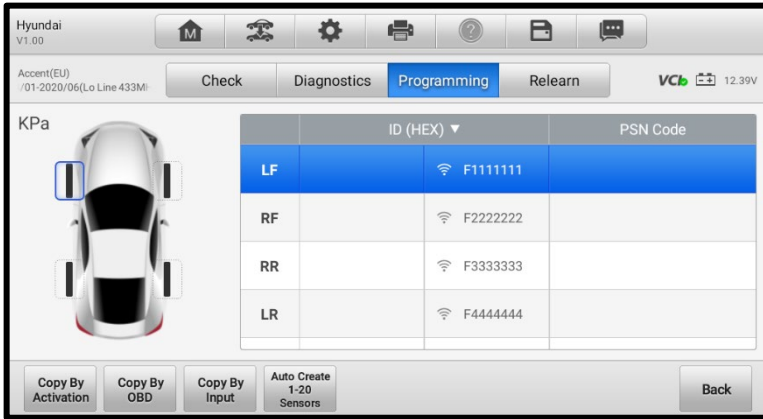 Hyundai
V1.00
M
?
Accent(EU)
/01-2020/06(Lo Line 433M
Check
Diagnostics
Programming
Relearn
VCI
12.39V
KPa
ID (HEX) ▼
PSN Code
LF
F1111111
RF
F2222222
RR
F3333333
LR
F4444444
Copy By
Activation
Copy By
OBD
Copy By
Input
Auto Create
1-20
Sensors
Back